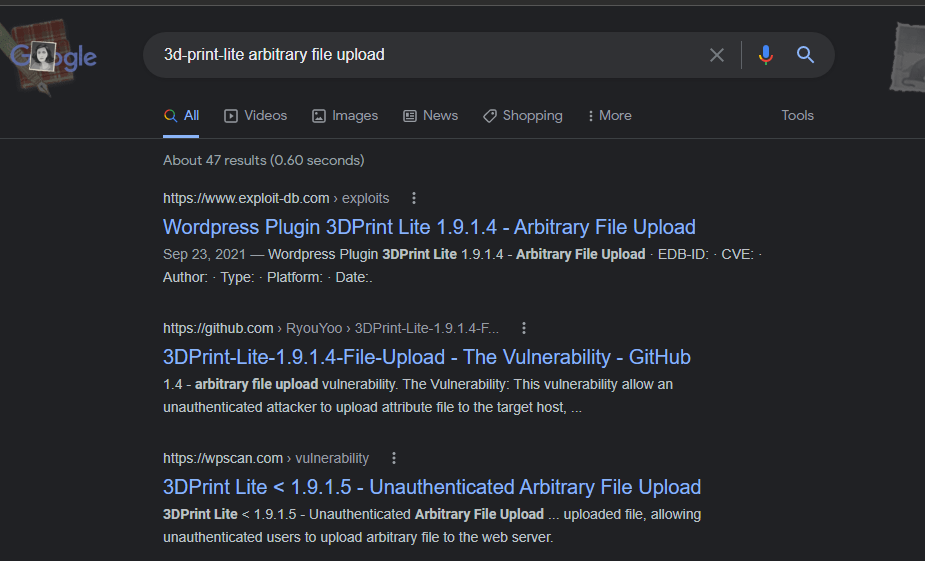 Google
3d-print-lite arbitrary file upload
All Videos Images News Shopping More Tools
About 47 results (0.60 seconds)
https://www.exploit-db.com › exploits
Wordpress Plugin 3DPrint Lite 1.9.1.4 - Arbitrary File Upload
Sep 23, 2021 — Wordpress Plugin 3DPrint Lite 1.9.1.4 - Arbitrary File Upload · EDB-ID: · CVE: ·
Author: · Type: · Platform: · Date:.
https://github.com › RyouYoo › 3DPrint-Lite-1.9.1.4-F...
3DPrint-Lite-1.9.1.4-File-Upload - The Vulnerability - GitHub
1.4 - arbitrary file upload vulnerability. The Vulnerability: This vulnerability allow an
unauthenticated attacker to upload attribute file to the target host, ...
https://wpscan.com › vulnerability
3DPrint Lite < 1.9.1.5 - Unauthenticated Arbitrary File Upload
3DPrint Lite < 1.9.1.5 - Unauthenticated Arbitrary File Upload ... uploaded file, allowing
unauthenticated users to upload arbitrary file to the web server.